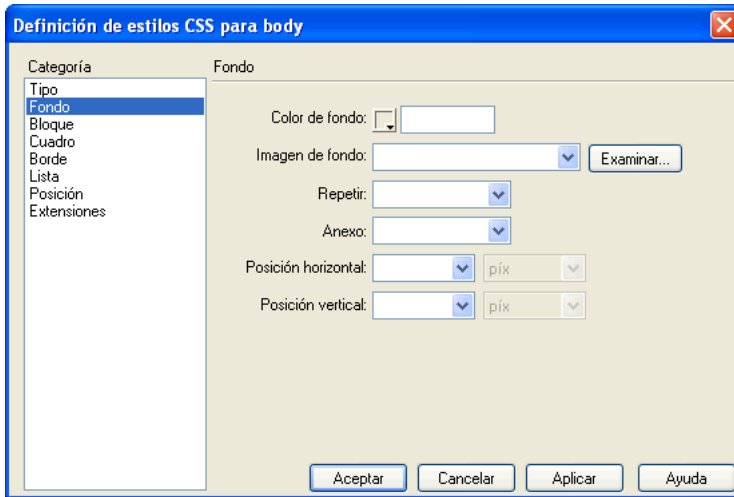 Definición de estilos CSS para body
Categoría
Fondo
Tipo
Fondo
Bloque
Cuadro
Borde
Lista
Posición
Extensiones
Color de fondo:
Imagen de fondo:
Examinar...
Repetir:
Anexo:
Posición horizontal:
píx
Posición vertical:
píx
Aceptar
Cancelar
Aplicar
Ayuda